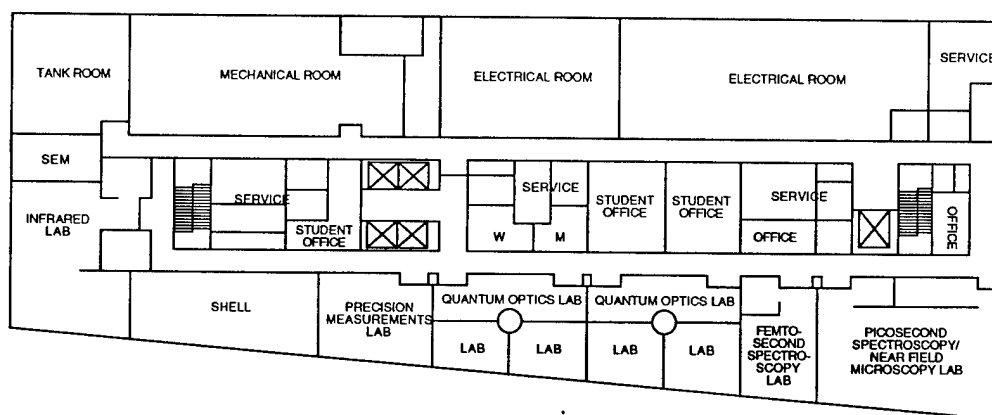 TANK ROOM
MECHANICAL ROOM
ELECTRICAL ROOM
ELECTRICAL ROOM
SERVICE
SEM
INFRARED
LAB
SERVICE
STUDENT
OFFICE
SERVICE
W
M
STUDENT
OFFICE
STUDENT
OFFICE
SERVICE
OFFICE
OFFICE
SHELL
PRECISION
MEASUREMENTS
LAB
QUANTUM OPTICS LAB
LAB
LAB
QUANTUM OPTICS LAB
LAB
LAB
FEMTO-
SECOND
SPECTRO-
SCOPY
LAB
PICOSECOND
SPECTROSCOPY/
NEAR FIELD
MICROSCOPY LAB